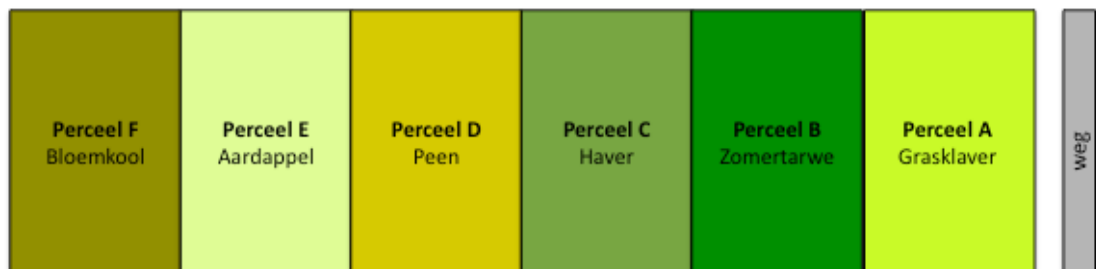 Perceel F
Bloemkool
Perceel E
Aardappel
Perceel D
Peen
Perceel C
Haver
Perceel B
Zomertarwe
Perceel A
Grasklaver
weg